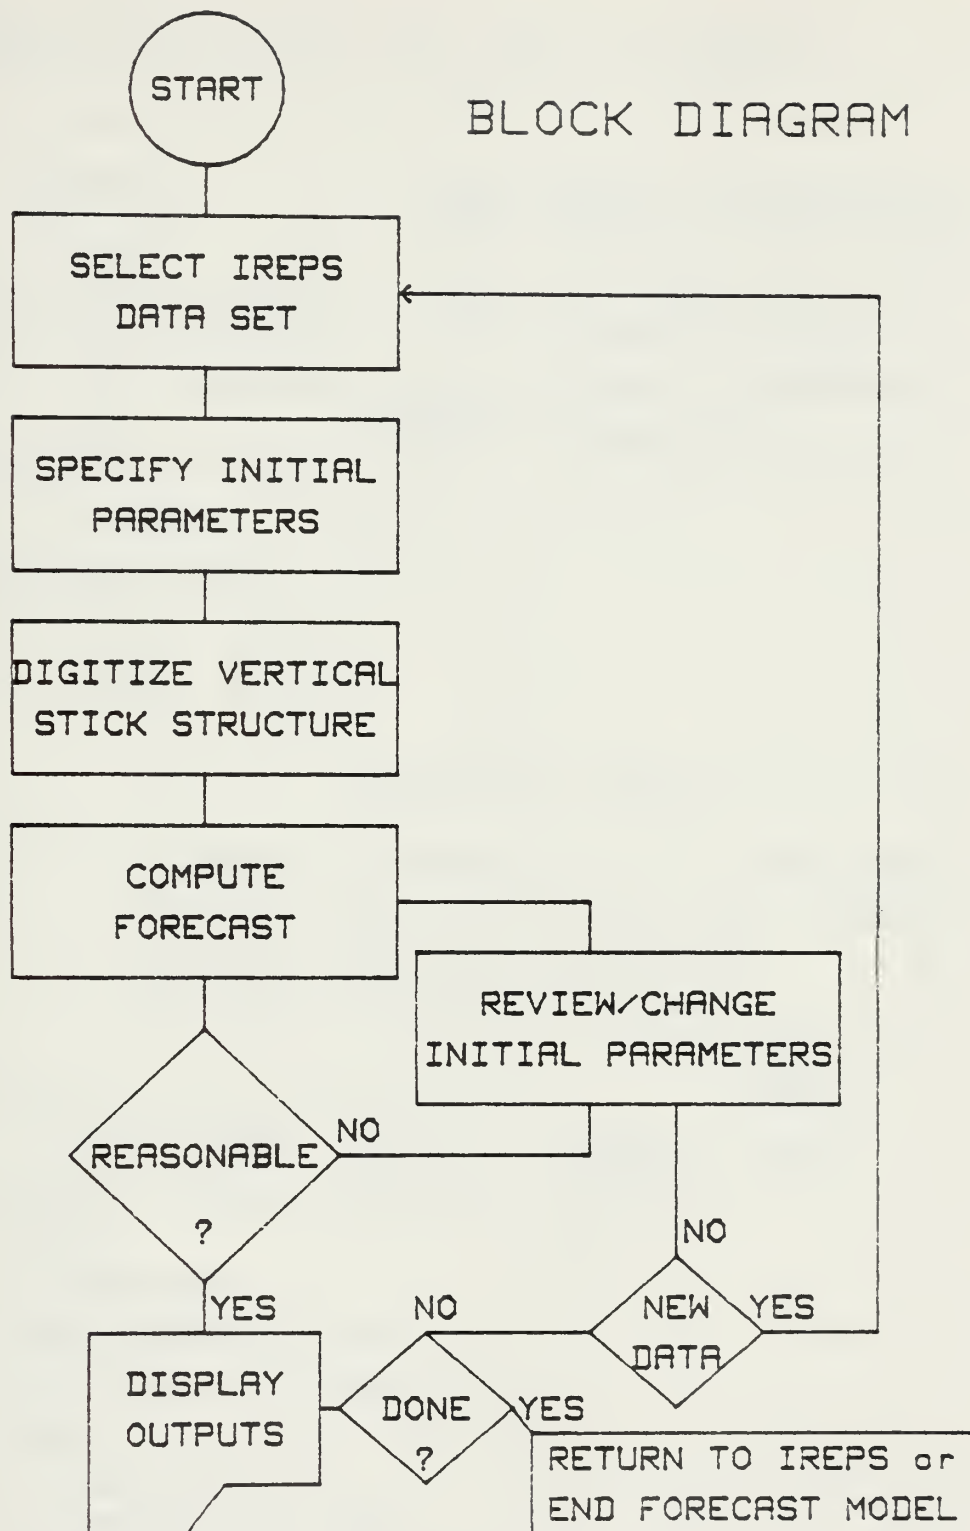 START
BLOCK DIAGRAM
SELECT IREPS
DATA SET
SPECIFY INITIAL
PARAMETERS
DIGITIZE VERTICAL
STICK STRUCTURE
COMPUTE
FORECAST
REVIEW/CHANGE
INITIAL PARAMETERS
NO
REASONABLE
?
NO
YES
NO
NEW
DATA
YES
DISPLAY
OUTPUTS
DONE
?
YES
RETURN TO IREPS or
END FORECAST MODEL